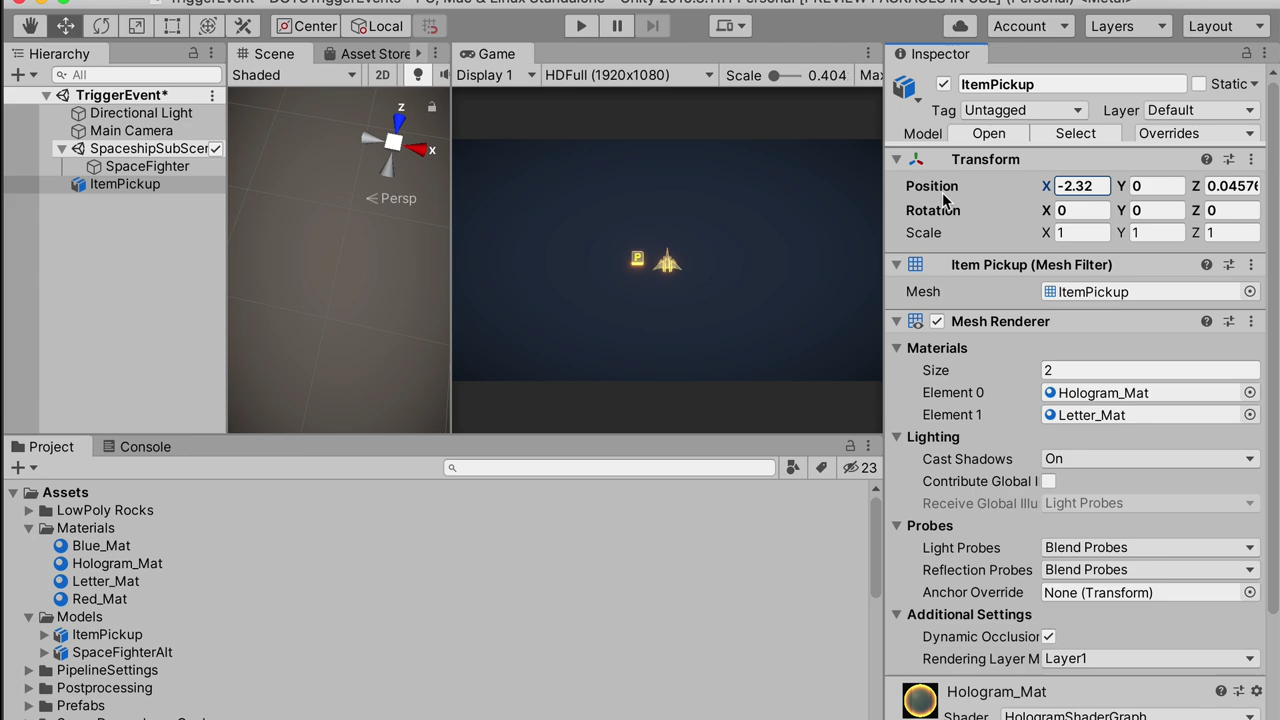 Center
Local
Account
Layers
Layout
Hierarchy
All
TriggerEvent*
Directional Light
Main Camera
SpaceshipSubScen
SpaceFighter
ItemPickup
Scene
Asset Store
Shaded
2D
z
x
Persp
Game
Display 1
HDFull (1920x1080)
Scale
0.404
Max
P
Inspector
ItemPickup
Static
Tag Untagged
Layer Default
Model Open Select Overrides
Transform
Position X -2.32 Y 0 Z 0.04576
Rotation X 0 Y 0 Z 0
Scale X 1 Y 1 Z 1
Item Pickup (Mesh Filter)
Mesh ItemPickup
Mesh Renderer
Materials
Size 2
Element 0 Hologram_Mat
Element 1 Letter_Mat
Lighting
Cast Shadows On
Contribute Global I
Receive Global Illu Light Probes
Probes
Light Probes Blend Probes
Reflection Probes Blend Probes
Anchor Override None (Transform)
Additional Settings
Dynamic Occlusion
Rendering Layer M Layer1
Hologram_Mat
Shader HologramShaderGraph
Project
Console
23
Assets
LowPoly Rocks
Materials
Blue_Mat
Hologram_Mat
Letter_Mat
Red_Mat
Models
ItemPickup
SpaceFighterAlt
PipelineSettings
Postprocessing
Prefabs